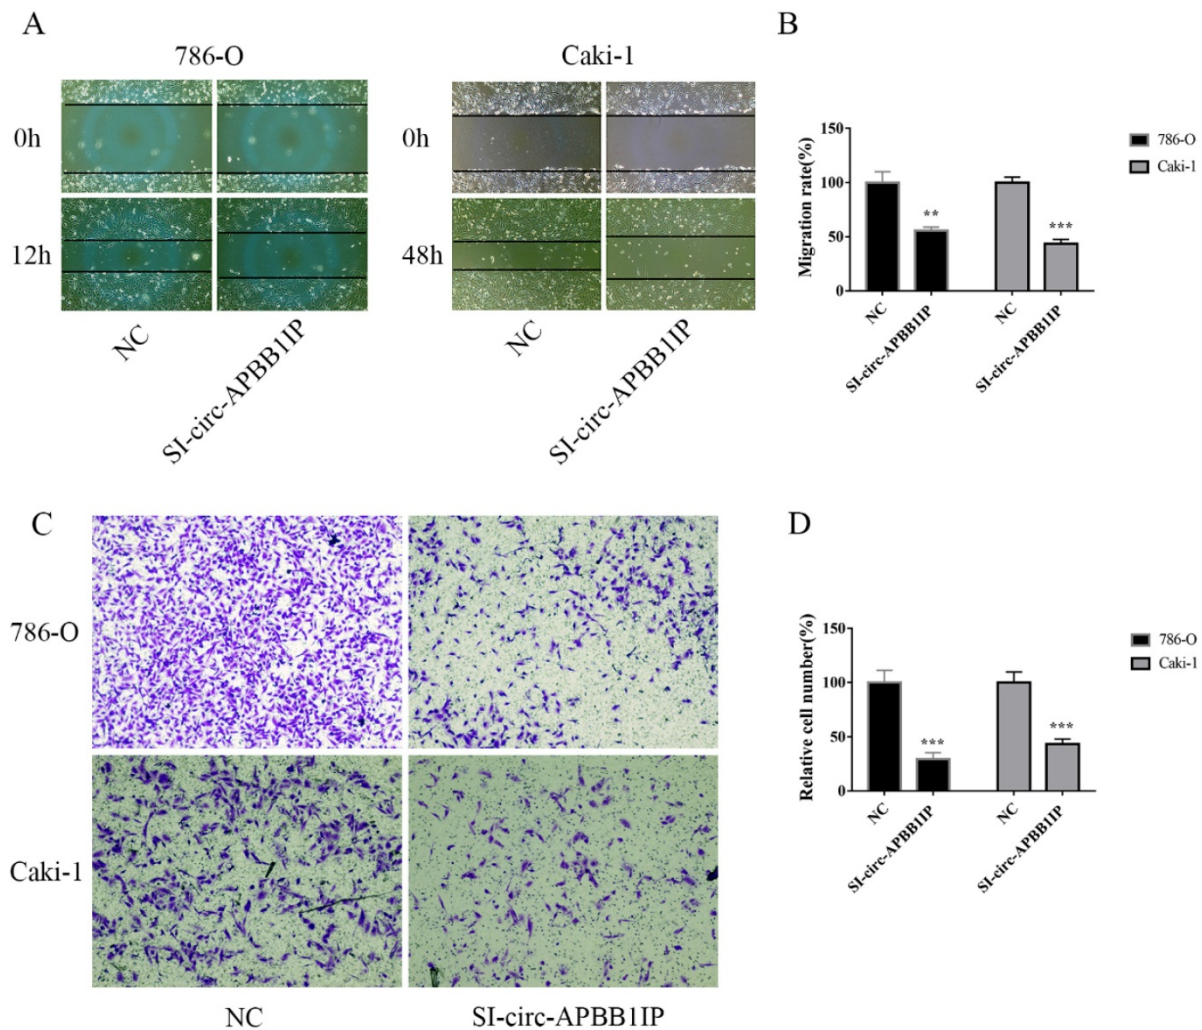 A
786-O
Caki-1
0h
0h
12h
48h
NC
SI-circ-APBB1IP
NC
SI-circ-APBB1IP
B
Migration rate(%)
150
100
50
0
**
***
NC
SI-circ-APBB1IP
NC
SI-circ-APBB1IP
786-O
Caki-1
C
786-O
Caki-1
NC
SI-circ-APBB1IP
D
Relative cell number(%)
150
100
50
0
***
***
NC
SI-circ-APBB1IP
NC
SI-circ-APBB1IP
786-O
Caki-1